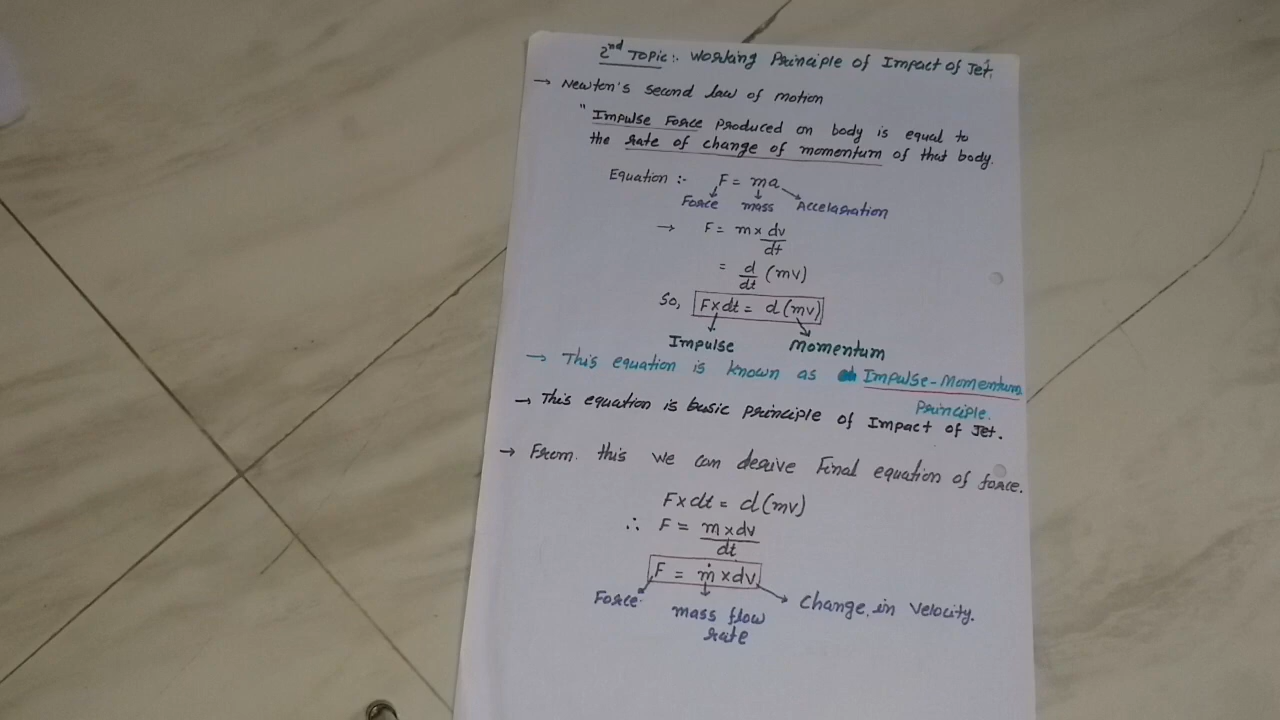 2nd Topic:- Working Principle of Impact of Jet.
→ Newton's second law of motion
" Impulse Force produced on body is equal to
the rate of change of momentum of that body.
Equation :- F = ma
Force mass Accelaration
→ F = m x dv/dt
= d/dt (mv)
So, Fxdt = d(mv)
Impulse Momentum
→ This equation is known as Impulse-Momentum
Principle.
→ This equation is basic principle of Impact of Jet.
→ From this we can derive Final equation of force.
Fxdt = d(mv)
∴ F = m x dv/dt
F = ṁ x dv
Force mass flow rate Change in Velocity.